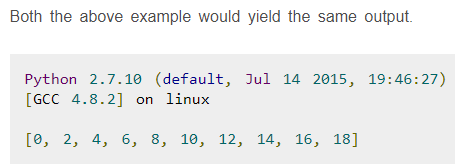 Both the above example would yield the same output.
Python 2.7.10 (default, Jul 14 2015, 19:46:27)
[GCC 4.8.2] on linux
[0, 2, 4, 6, 8, 10, 12, 14, 16, 18]